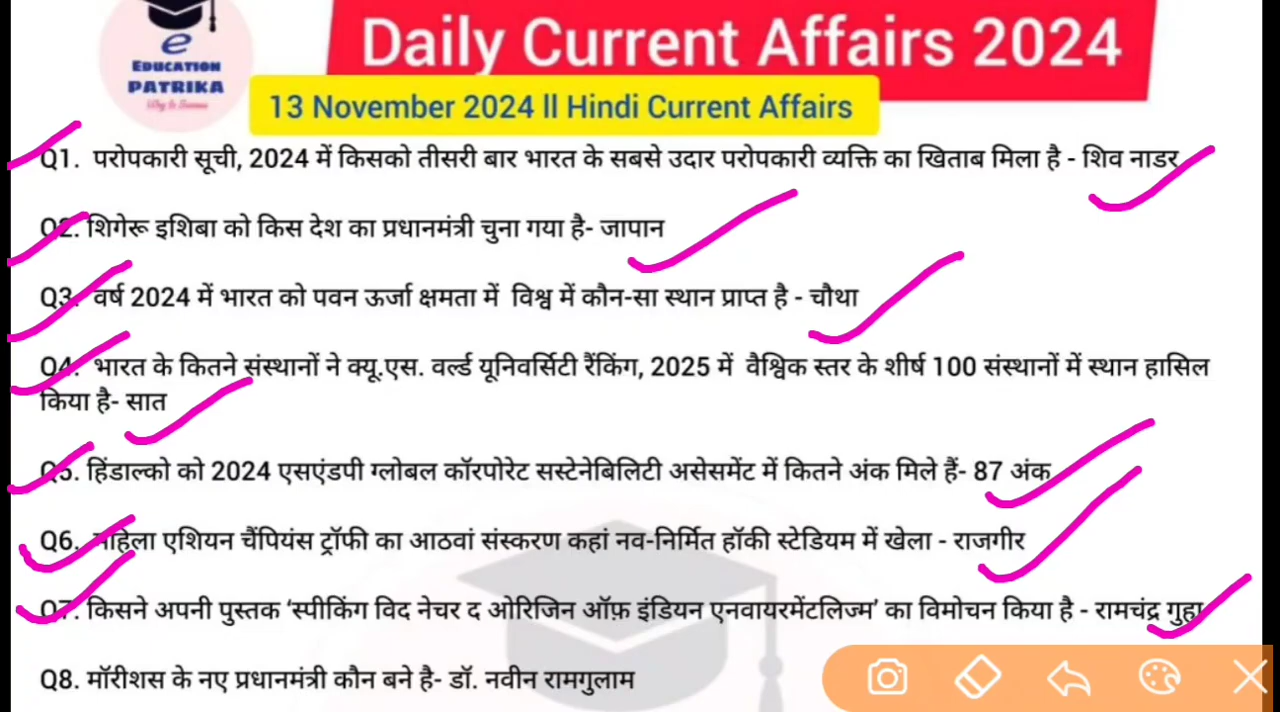 e
EDUCATION
PATRIKA
Way to Success
Daily Current Affairs 2024
13 November 2024 ll Hindi Current Affairs
Q1. परोपकारी सूची, 2024 में किसको तीसरी बार भारत के सबसे उदार परोपकारी व्यक्ति का खिताब मिला है - शिव नाडर
Q2. शिगेरू इशिबा को किस देश का प्रधानमंत्री चुना गया है- जापान
Q3. वर्ष 2024 में भारत को पवन ऊर्जा क्षमता में विश्व में कौन-सा स्थान प्राप्त है - चौथा
Q4. भारत के कितने संस्थानों ने क्यू.एस. वर्ल्ड यूनिवर्सिटी रैंकिंग, 2025 में वैश्विक स्तर के शीर्ष 100 संस्थानों में स्थान हासिल
किया है- सात
Q5. हिंडाल्को को 2024 एसएंडपी ग्लोबल कॉरपोरेट सस्टेनेबिलिटी असेसमेंट में कितने अंक मिले हैं- 87 अंक
Q6. महिला एशियन चैंपियंस ट्रॉफी का आठवां संस्करण कहां नव-निर्मित हॉकी स्टेडियम में खेला - राजगीर
Q7. किसने अपनी पुस्तक ‘स्पीकिंग विद नेचर द ओरिजिन ऑफ़ इंडियन एनवायरमेंटलिज्म’ का विमोचन किया है - रामचंद्र गुहा
Q8. मॉरीशस के नए प्रधानमंत्री कौन बने है- डॉ. नवीन रामगुलाम